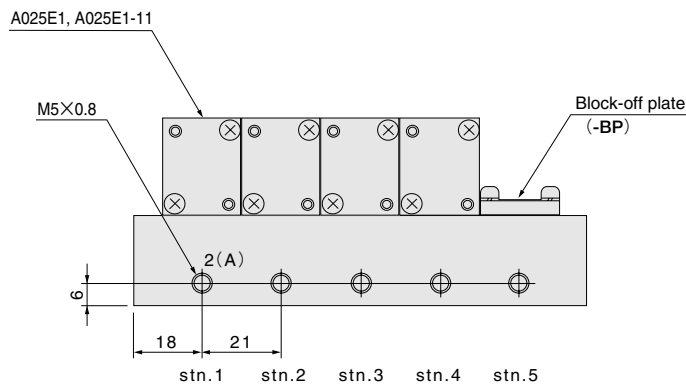 A025E1, A025E1-11
M5×0.8
Block-off plate
(-BP)
2(A)
6
18
21
stn.1 stn.2 stn.3 stn.4 stn.5